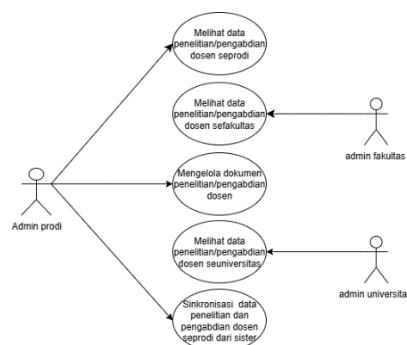 Melihat data
penelitian/pengabdian
dosen seprodi
Melihat data
penelitian/pengabdian
dosen sefakultas
admin fakultas
Mengelola dokumen
penelitian/pengabdian
dosen
Admin prodi
Melihat data
penelitian/pengabdian
dosen seuniversitas
admin universita
Sinkronisasi data
penelitian dan
pengabdian dosen
seprodi dari sister